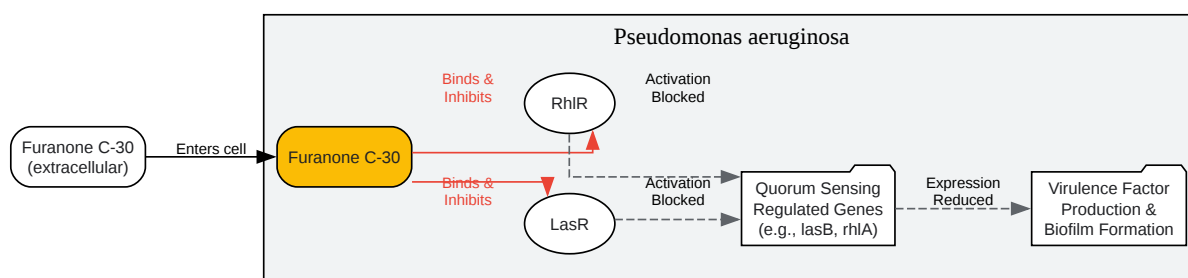 Pseudomonas aeruginosa
Furanone C-30
(extracellular)
Enters cell
Furanone C-30
Binds &
Inhibits
RhlR
Activation
Blocked
Binds &
Inhibits
LasR
Activation
Blocked
Quorum Sensing
Regulated Genes
(e.g., lasB, rhlA)
Expression
Reduced
Virulence Factor
Production &
Biofilm Formation